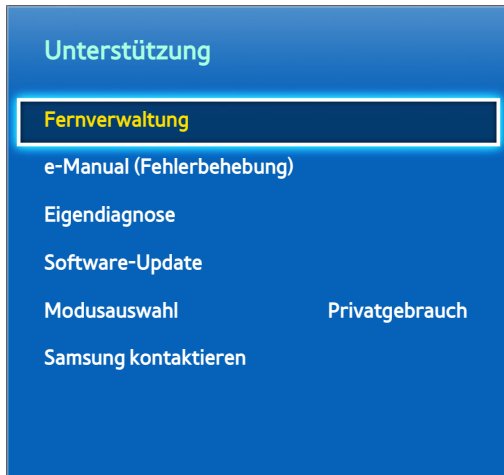 Unterstützung
Fernverwaltung
e-Manual (Fehlerbehebung)
Eigendiagnose
Software-Update
Modusauswahl Privatgebrauch
Samsung kontaktieren